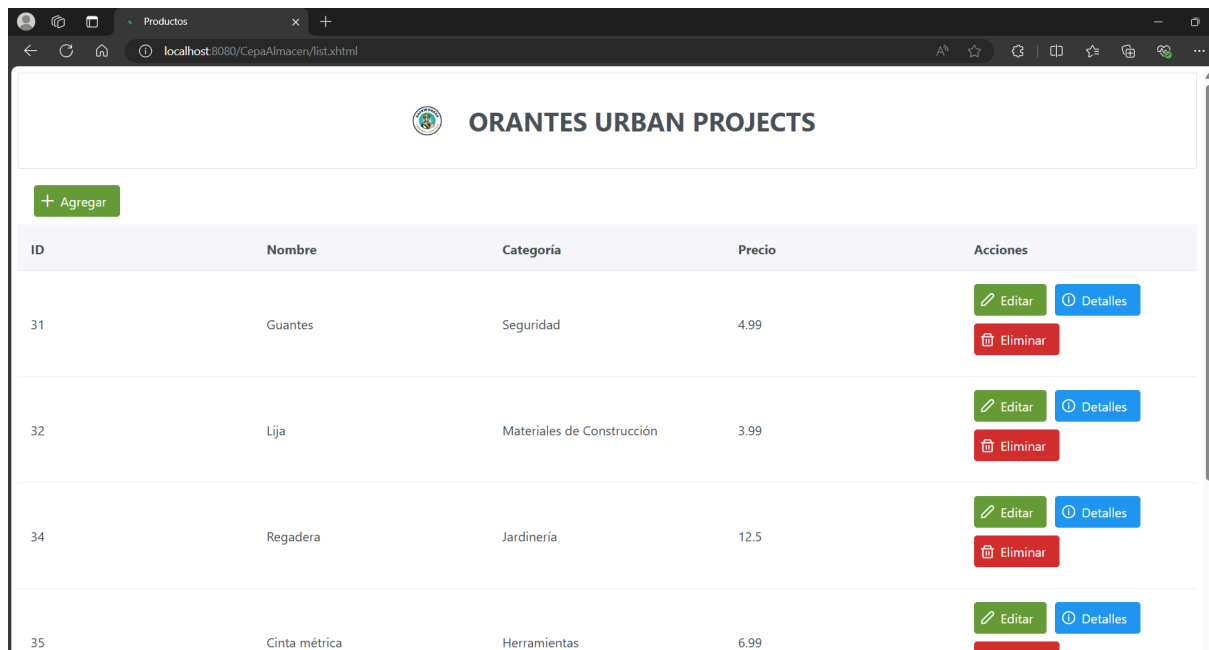 Productos
localhost:8080/CepaAlmacen/list.xhtml
ORANTES URBAN PROJECTS
+ Agregar
ID Nombre Categoría Precio Acciones
Editar Detalles
31 Guantes Seguridad 4.99
Eliminar
Editar Detalles
32 Lija Materiales de Construcción 3.99
Eliminar
Editar Detalles
34 Regadera Jardinería 12.5
Eliminar
Editar Detalles
35 Cinta métrica Herramientas 6.99